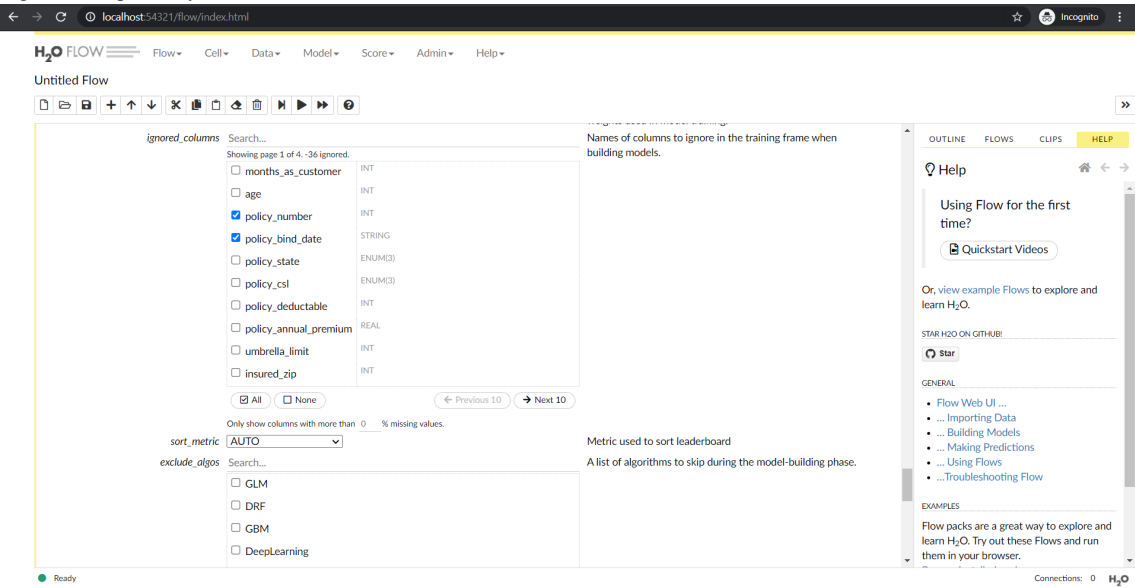 localhost:54321/flow/index.html
Incognito
H2O FLOW Flow Cell Data Model Score Admin Help
Untitled Flow
ignored_columns Search... Names of columns to ignore in the training frame when
building models.
Showing page 1 of 4. -36 ignored.
months_as_customer INT
age INT
policy_number INT
policy_bind_date STRING
policy_state ENUM(3)
policy_csl ENUM(3)
policy_deductable INT
policy_annual_premium REAL
umbrella_limit INT
insured_zip INT
All None Previous 10 Next 10
Only show columns with more than 0 % missing values.
sort_metric AUTO Metric used to sort leaderboard
exclude_algos Search... A list of algorithms to skip during the model-building phase.
GLM
DRF
GBM
DeepLearning
OUTLINE FLOWS CLIPS HELP
Help
Using Flow for the first
time?
Quickstart Videos
Or, view example Flows to explore and
learn H2O.
STAR H2O ON GITHUB!
Star
GENERAL
• Flow Web UI ...
• ... Importing Data
• ... Building Models
• ... Making Predictions
• ... Using Flows
• ...Troubleshooting Flow
EXAMPLES
Flow packs are a great way to explore and
learn H2O. Try out these Flows and run
them in your browser.
Ready Connections: 0 H2O